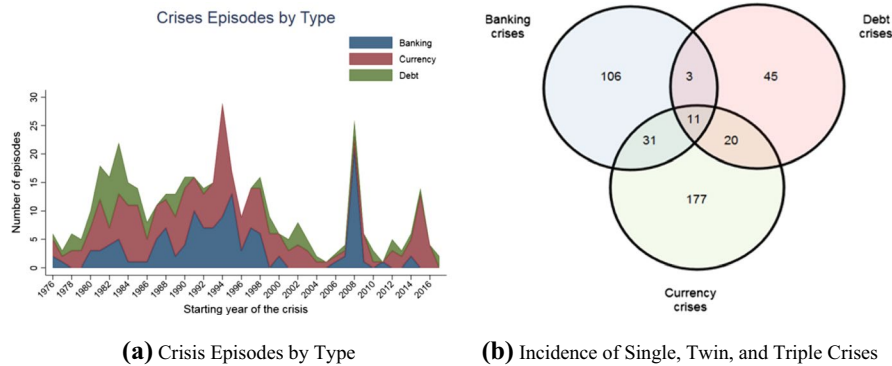 Crises Episodes by Type
Banking
Currency
Debt
Number of episodes
30
25
20
15
10
5
0
1976 1978 1980 1982 1984 1986 1988 1990 1992 1994 1996 1998 2000 2002 2004 2006 2008 2010 2012 2014 2016
Starting year of the crisis
(a) Crisis Episodes by Type
Banking
crises
Debt
crises
106
3
45
11
31
20
177
Currency
crises
(b) Incidence of Single, Twin, and Triple Crises